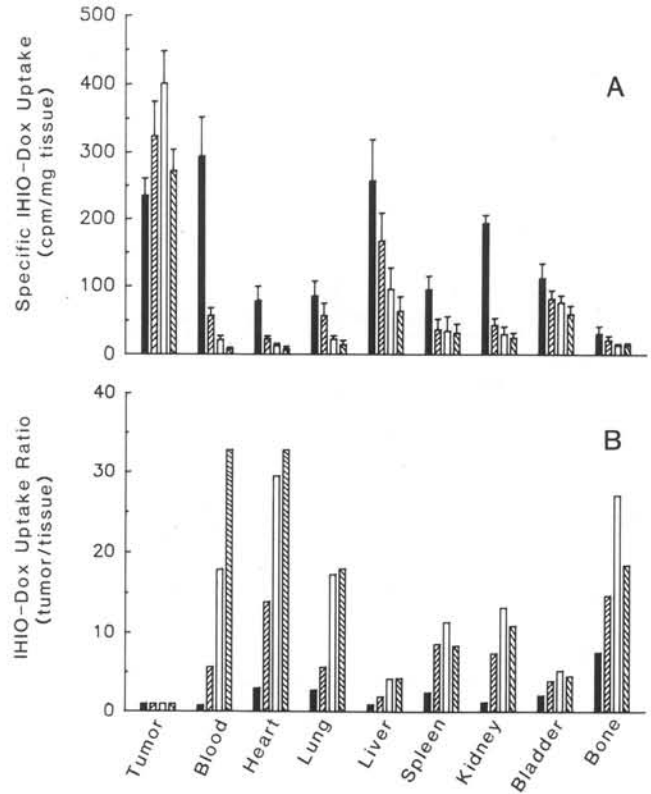 500
400
300
200
100
0
Specific IHIO-Dox Uptake
(cpm/mg tissue)
A
40
30
20
10
0
IHIO-Dox Uptake Ratio
(tumor/tissue)
B
Tumor
Blood
Heart
Lung
Liver
Spleen
Kidney
Bladder
Bone